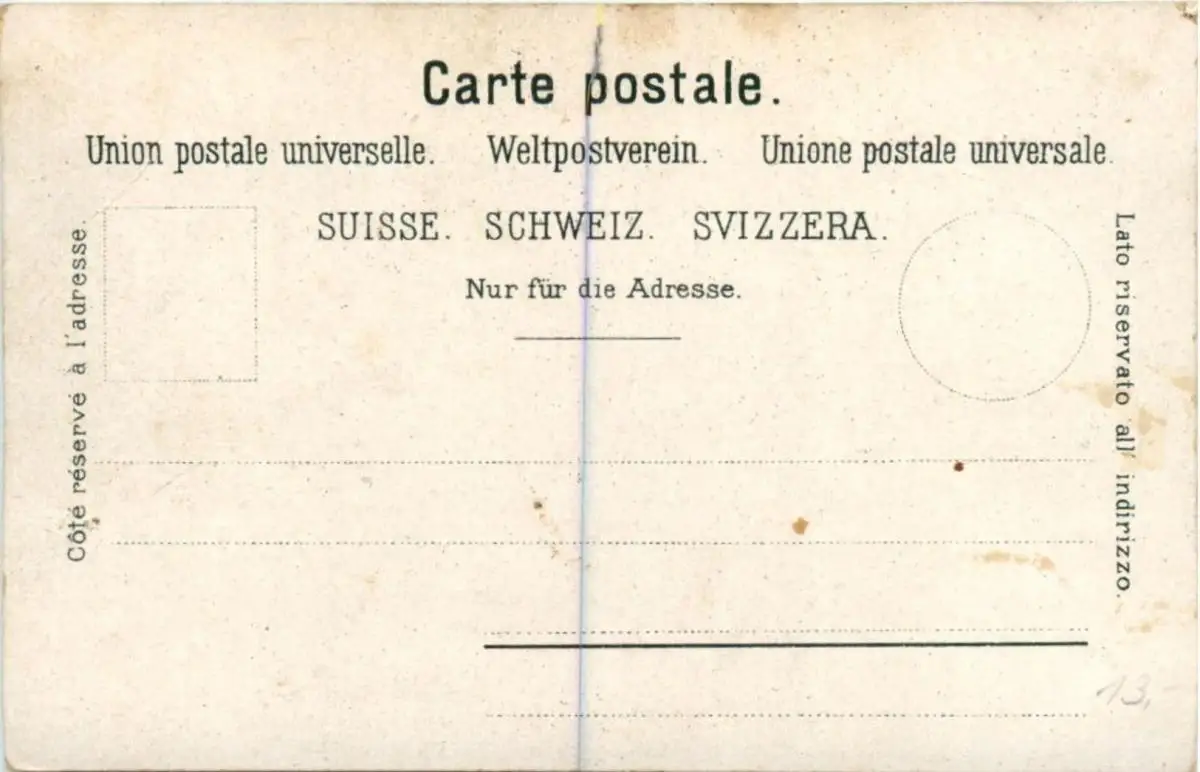 Carte postale.
Union postale universelle. Weltpostverein. Unione postale universale.
SUISSE. SCHWEIZ. SVIZZERA.
Nur für die Adresse.
Côté réservé à l'adresse.
Lato riservato all' indirizzo.
13,-